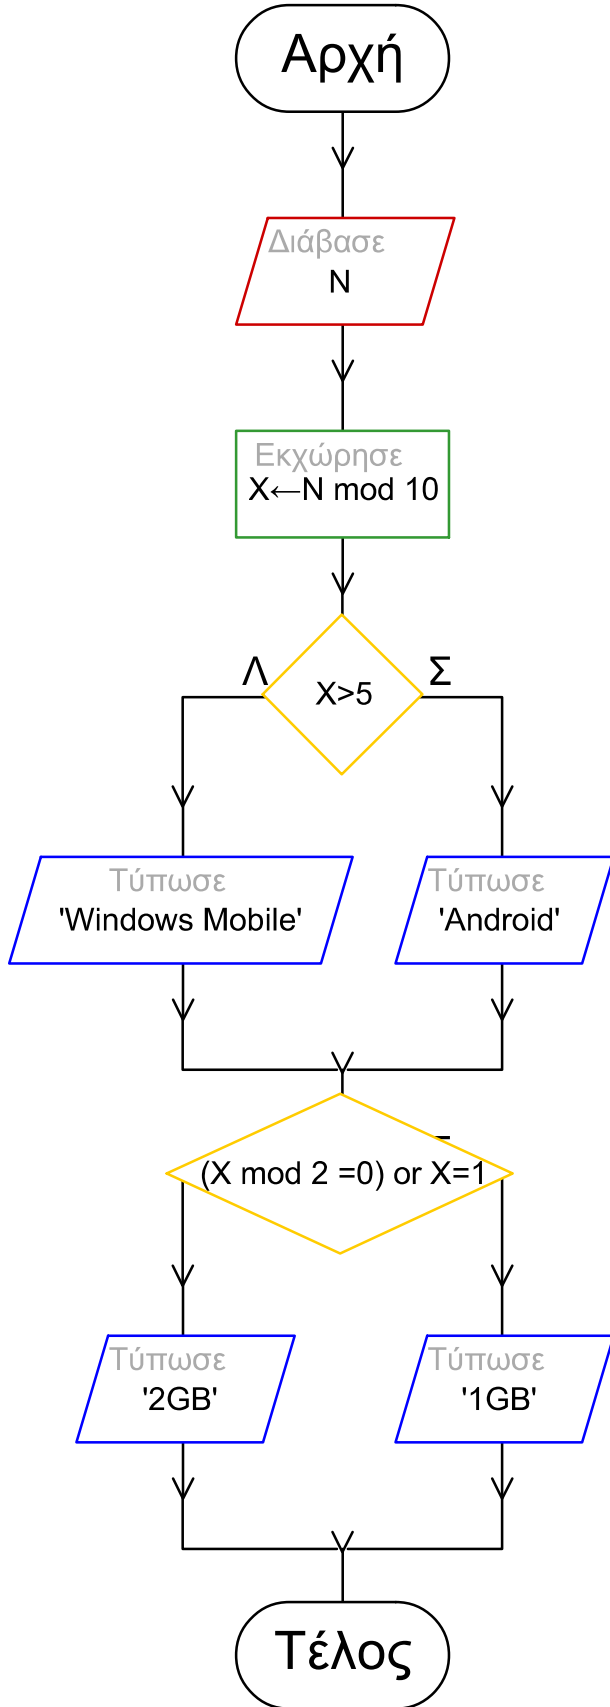 Αρχή
Διάβασε
N
Εκχώρησε
X←N mod 10
Λ
Σ
X>5
Τύπωσε
'Windows Mobile'
Τύπωσε
'Android'
(X mod 2 =0) or X=1
Τύπωσε
'2GB'
Τύπωσε
'1GB'
Τέλος